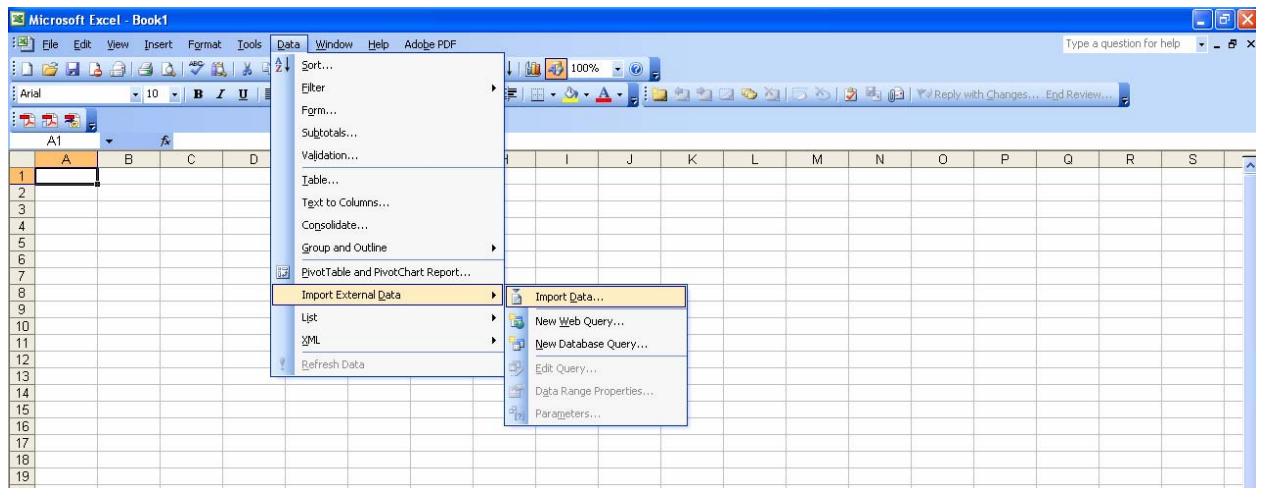 Microsoft Excel - Book1
File Edit View Insert Format Tools Data Window Help Adobe PDF Type a question for help
100%
Arial 10 B I U A Reply with Changes... End Review...
A1 fx
A B C D H I J K L M N O P Q R S
Sort...
Filter
Form...
Subtotals...
Validation...
Table...
Text to Columns...
Consolidate...
Group and Outline
PivotTable and PivotChart Report...
Import External Data
List
XML
Refresh Data
Import Data...
New Web Query...
New Database Query...
Edit Query...
Data Range Properties...
Parameters...
1
2
3
4
5
6
7
8
9
10
11
12
13
14
15
16
17
18
19